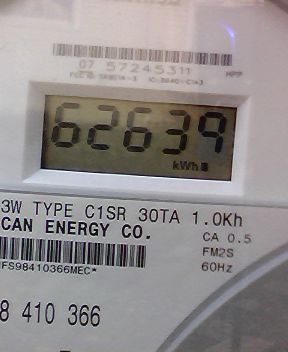 07 57245311
HPP
62639
kWh
3W TYPE C1SR 30TA 1.0Kh
CAN ENERGY CO.
CA 0.5
FM2S
60Hz
FS98410366MEC*
8 410 366